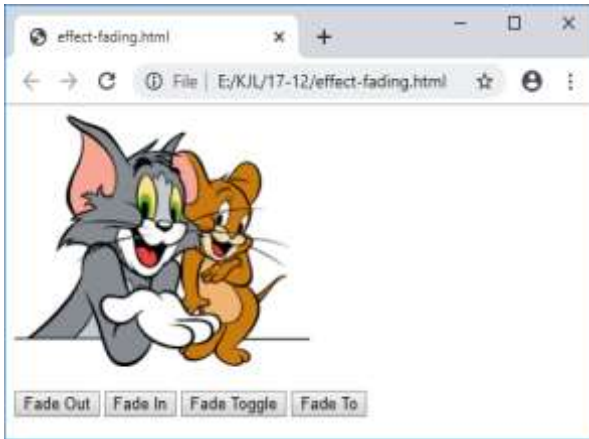 effect-fading.html
File | E:/KJL/17-12/effect-fading.html
Fade Out Fade In Fade Toggle Fade To